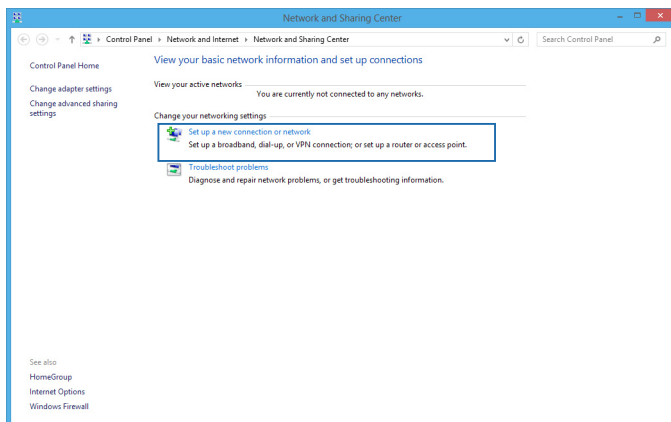 Network and Sharing Center
Control Panel Network and Internet Network and Sharing Center
Search Control Panel
Control Panel Home
Change adapter settings
Change advanced sharing
settings
View your basic network information and set up connections
View your active networks
You are currently not connected to any networks.
Change your networking settings
Set up a new connection or network
Set up a broadband, dial-up, or VPN connection; or set up a router or access point.
Troubleshoot problems
Diagnose and repair network problems, or get troubleshooting information.
See also
HomeGroup
Internet Options
Windows Firewall